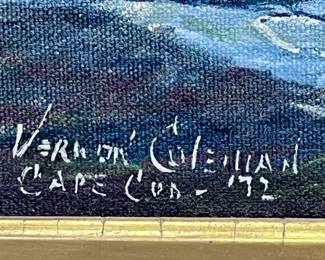 Vernon Coleman
Cape Cod - '72